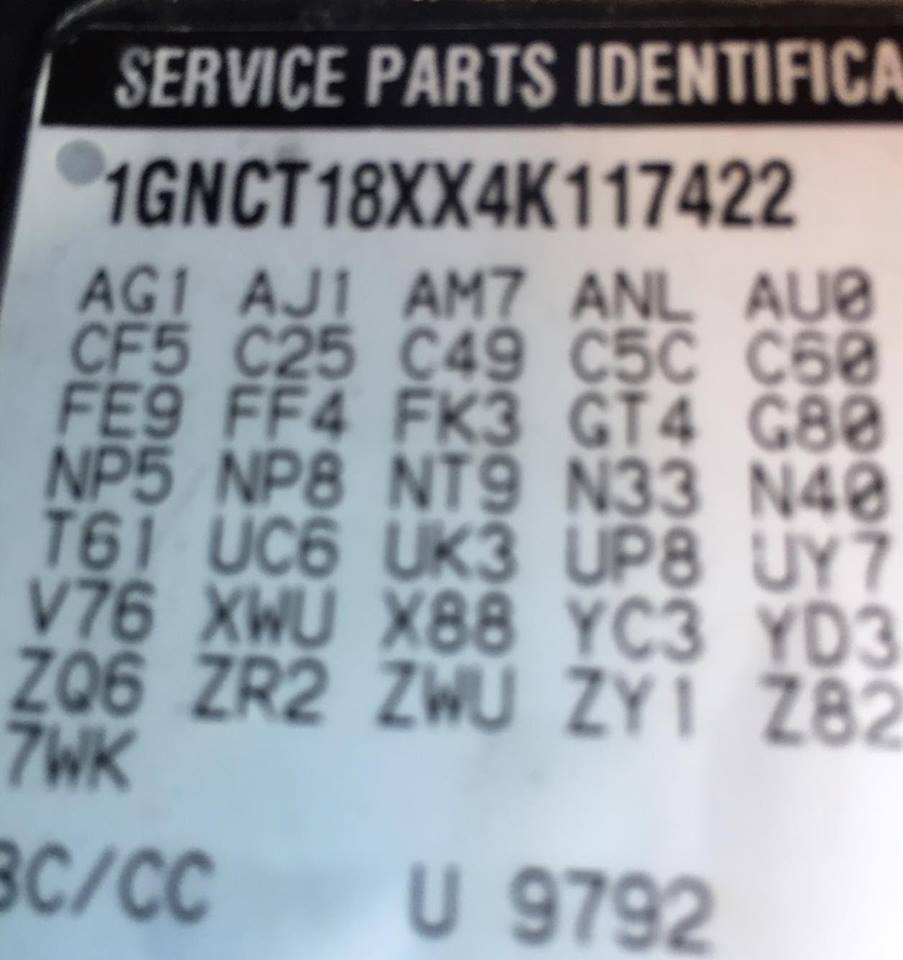 SERVICE PARTS IDENTIFICA
1GNCT18XX4K117422
AG1 AJ1 AM7 ANL AU0
CF5 C25 C49 C5C C60
FE9 FF4 FK3 GT4 G80
NP5 NP8 NT9 N33 N40
T61 UC6 UK3 UP8 UY7
V76 XWU X88 YC3 YD3
ZQ6 ZR2 ZWU ZY1 Z82
7WK
BC/CC U 9792